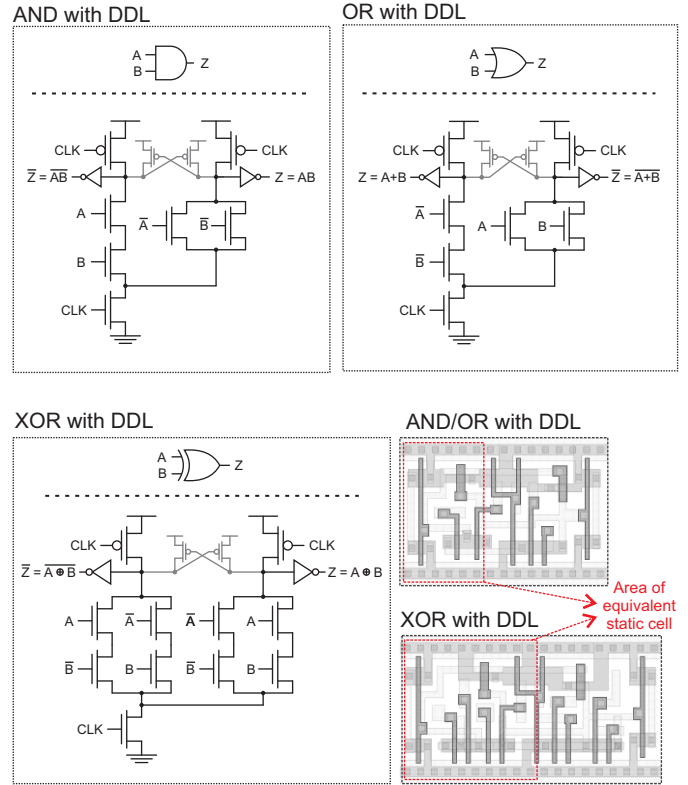 AND with DDL
A
B
Z
CLK
CLK
Z̅ = A̅B̅
Z = AB
A
A̅
B̅
B
CLK
OR with DDL
A
B
Z
CLK
CLK
Z = A+B
Z̅ = A̅+̅B̅
A̅
A
B
B̅
CLK
XOR with DDL
A
B
Z
CLK
CLK
Z̅ = A̅ ̅⊕̅ ̅B̅
Z = A ⊕ B
A
A̅
A̅
A
B̅
B
B̅
B
CLK
AND/OR with DDL
Area of
equivalent
static cell
XOR with DDL